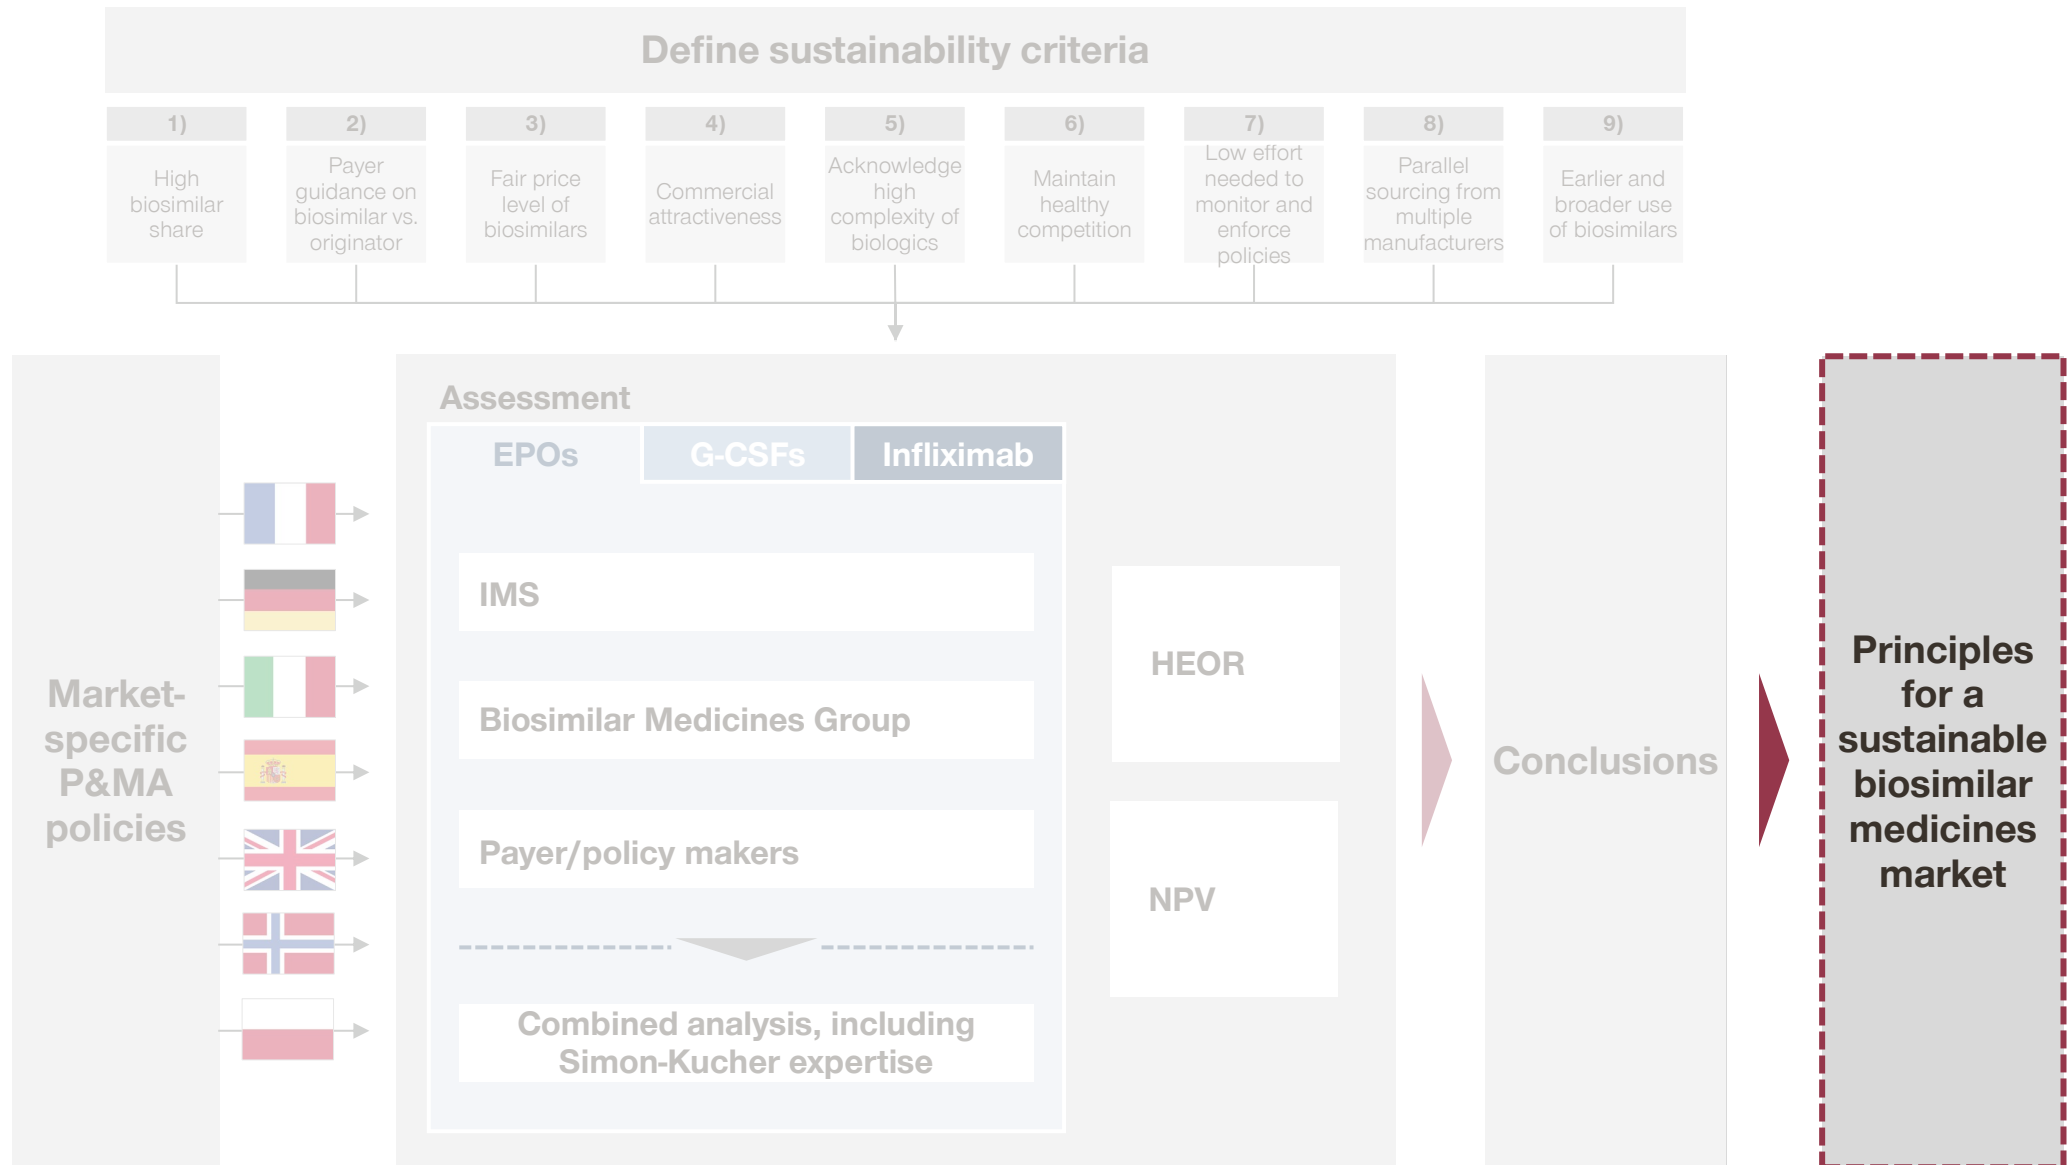 Define sustainability criteria
1)
High
biosimilar
share
2)
Payer
guidance on
biosimilar vs.
originator
3)
Fair price
level of
biosimilars
4)
Commercial
attractiveness
5)
Acknowledge
high
complexity of
biologics
6)
Maintain
healthy
competition
7)
Low effort
needed to
monitor and
enforce
policies
8)
Parallel
sourcing from
multiple
manufacturers
9)
Earlier and
broader use
of biosimilars
Market-
specific
P&MA
policies
Assessment
EPOs
G-CSFs
Infliximab
IMS
Biosimilar Medicines Group
Payer/policy makers
Combined analysis, including
Simon-Kucher expertise
HEOR
NPV
Conclusions
Principles
for a
sustainable
biosimilar
medicines
market